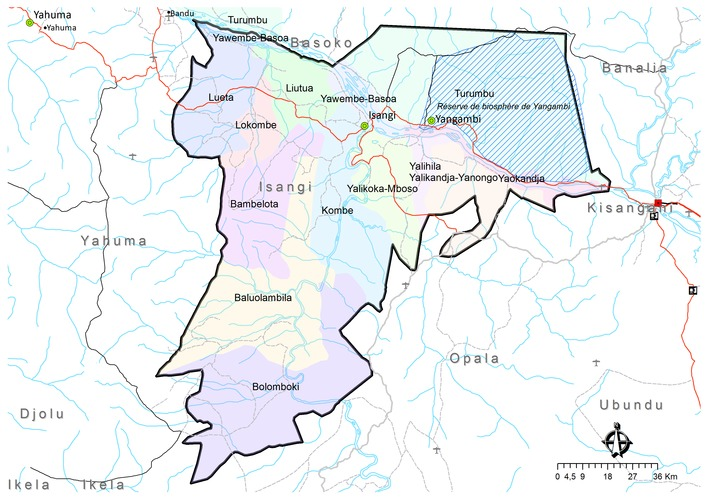 Turumbu
Bandu
Yahuma
Yahuma
Yawembe-Basoa
Basoko
Banalia
Liutua
Turumbu
Lueta
Yawembe-Basoa
Réserve de biosphère de Yangambi
Isangi
Yangambi
Lokombe
Yalihila
Isangi
Yalikoka-Mboso
Yalikandja-Yanongo
Yaokandja
Bambelota
Kombe
Kisangani
Yahuma
Baluolambila
Opala
Bolomboki
Ubundu
Djolu
Ikela
Ikela
0 4,5 9 18 27 36 Km